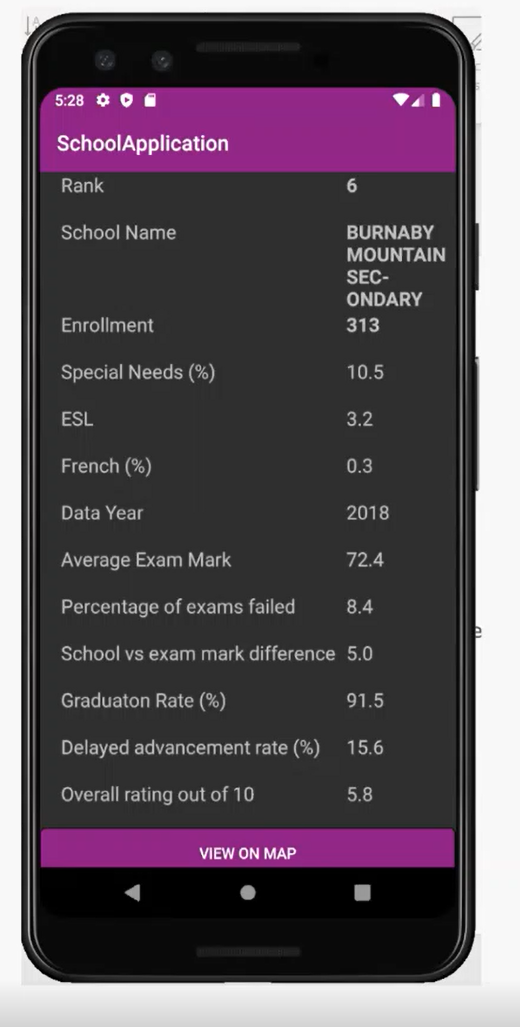 5:28
SchoolApplication
Rank 6
School Name BURNABY
MOUNTAIN
SEC-
ONDARY
Enrollment 313
Special Needs (%) 10.5
ESL 3.2
French (%) 0.3
Data Year 2018
Average Exam Mark 72.4
Percentage of exams failed 8.4
School vs exam mark difference 5.0
Graduaton Rate (%) 91.5
Delayed advancement rate (%) 15.6
Overall rating out of 10 5.8
VIEW ON MAP